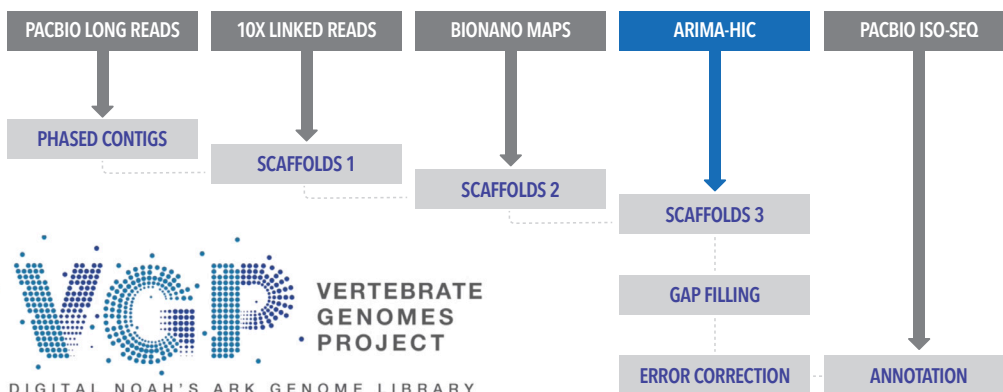 PACBIO LONG READS
10X LINKED READS
BIONANO MAPS
ARIMA-HIC
PACBIO ISO-SEQ
PHASED CONTIGS
SCAFFOLDS 1
SCAFFOLDS 2
SCAFFOLDS 3
GAP FILLING
ERROR CORRECTION
ANNOTATION
VGP
VERTEBRATE
GENOMES
PROJECT
DIGITAL NOAH'S ARK GENOME LIBRARY